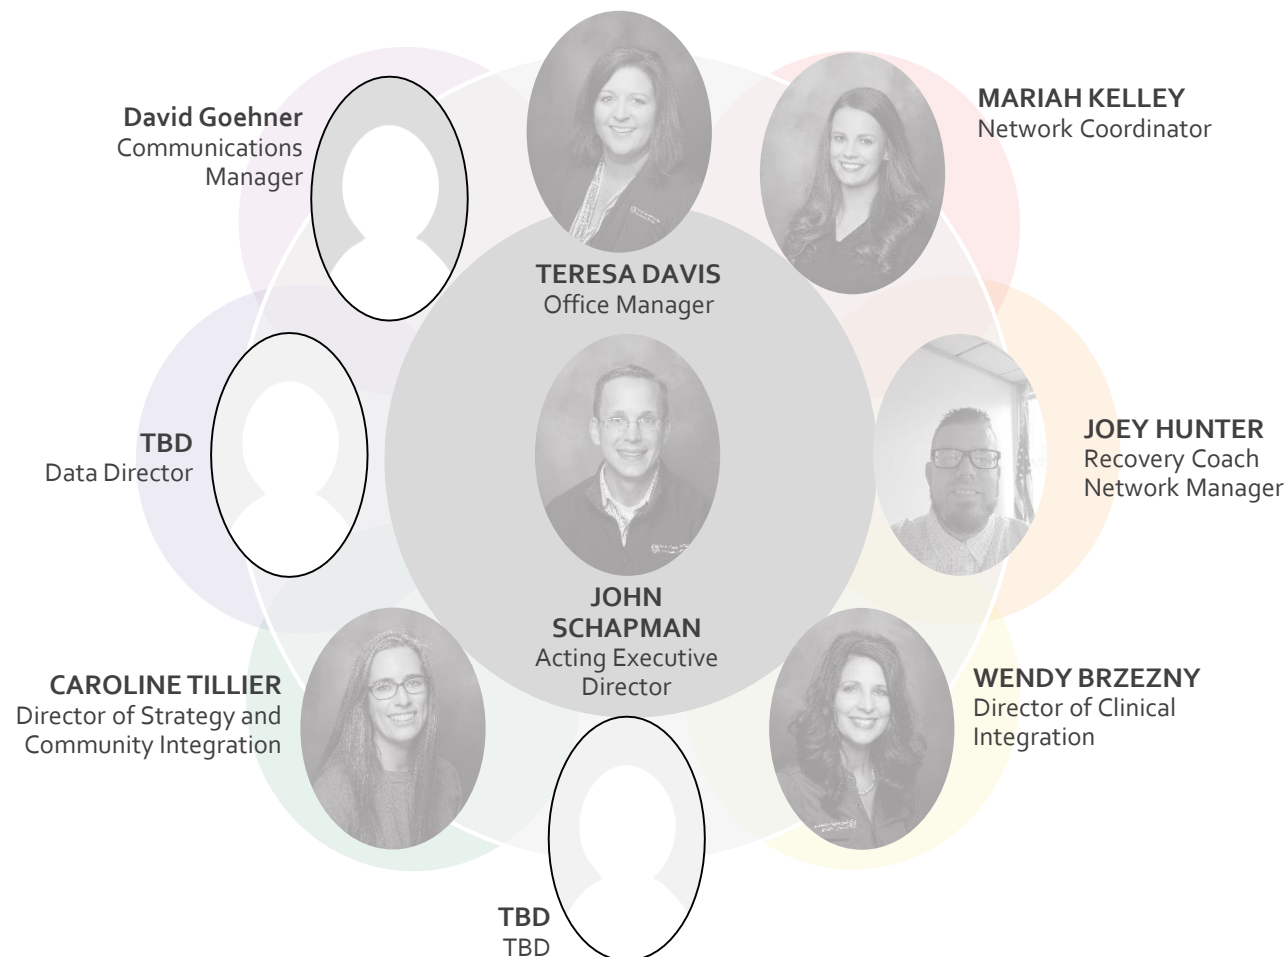 David Goehner
Communications
Manager
MARIAH KELLEY
Network Coordinator
TERESA DAVIS
Office Manager
TBD
Data Director
JOEY HUNTER
Recovery Coach
Network Manager
JOHN
SCHAPMAN
Acting Executive
Director
CAROLINE TILLIER
Director of Strategy and
Community Integration
WENDY BRZEZNY
Director of Clinical
Integration
TBD
TBD